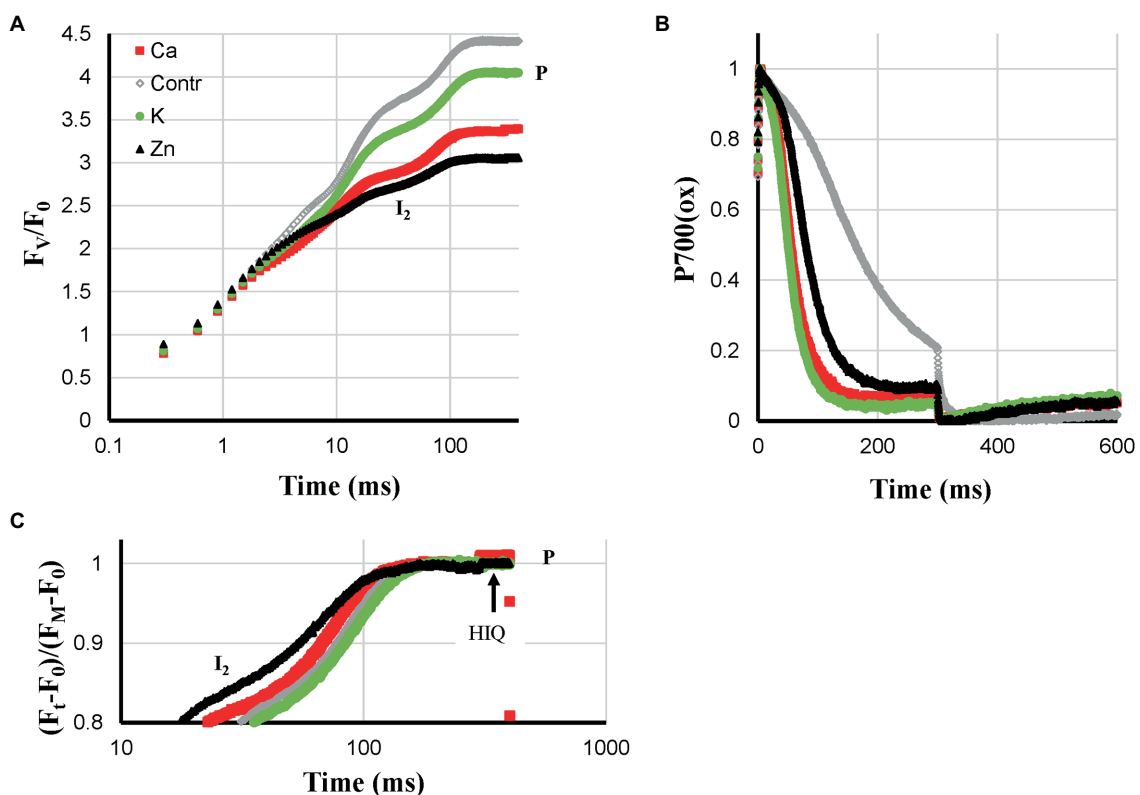 A
4.5
4
3.5
3
2.5
2
1.5
1
0.5
0
Ca
Contr
K
Zn
P
I2
FV/F0
0.1 1 10 100
Time (ms)
B
1
0.8
0.6
0.4
0.2
0
P700(ox)
0 200 400 600
Time (ms)
C
1
0.9
0.8
(Ft-F0)/(FM-F0)
I2
P
HIQ
10 100 1000
Time (ms)